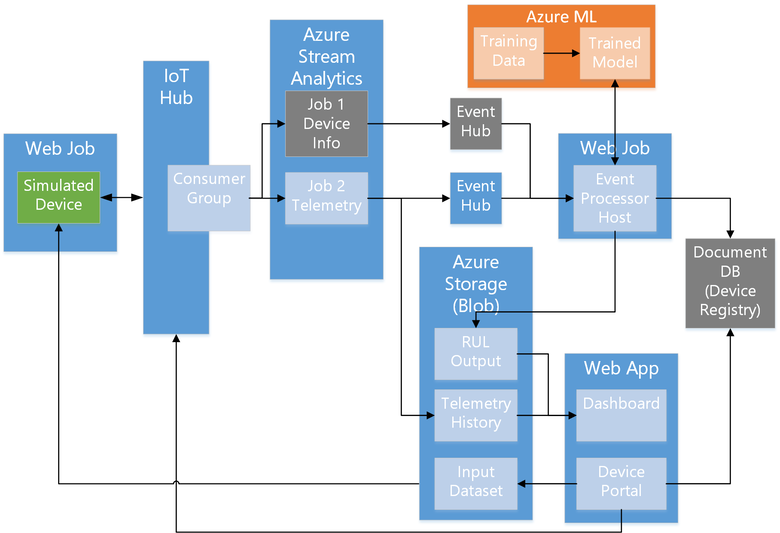 Azure ML
Training
Data
Trained
Model
Azure
Stream
Analytics
IoT
Hub
Job 1
Device
Info
Event
Hub
Web Job
Web Job
Simulated
Device
Consumer
Group
Job 2
Telemetry
Event
Hub
Event
Processor
Host
Document
DB
(Device
Registry)
Azure
Storage
(Blob)
RUL
Output
Web App
Telemetry
History
Dashboard
Input
Dataset
Device
Portal